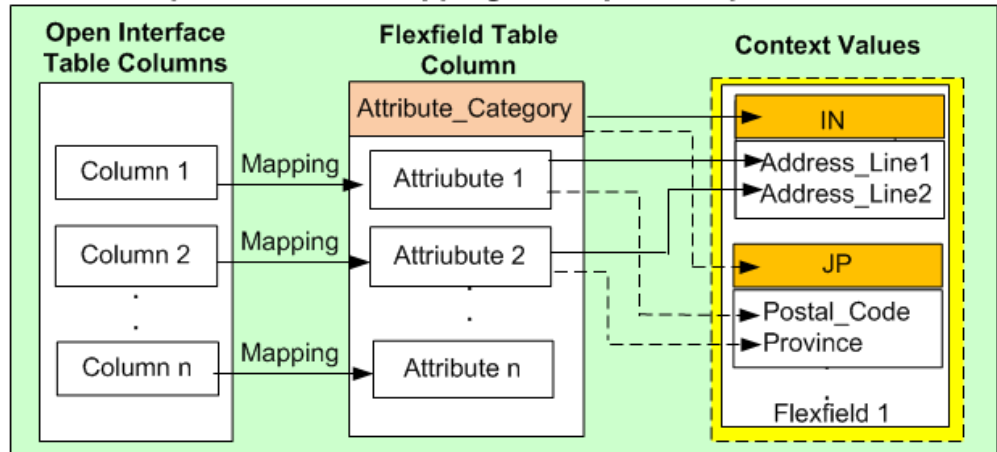 Open Interface
Table Columns
Column 1
Column 2
.
.
Column n
Mapping
Mapping
Mapping
Flexfield Table
Column
Attribute_Category
Attriubute 1
Attriubute 2
.
.
Attribute n
Context Values
IN
Address_Line1
Address_Line2
JP
Postal_Code
Province
.
.
Flexfield 1